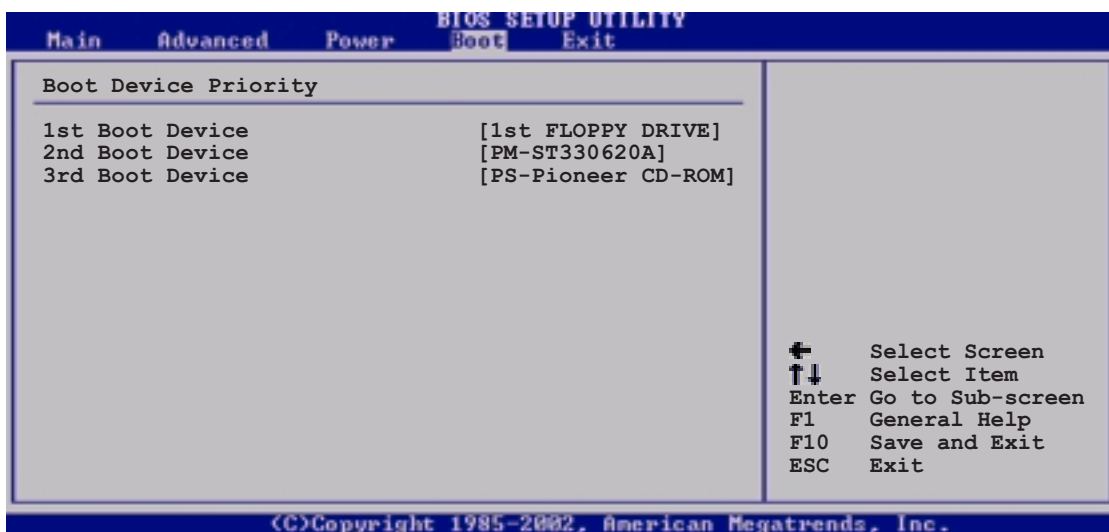 BIOS SETUP UTILITY
Main Advanced Power Boot Exit
Boot Device Priority
1st Boot Device [1st FLOPPY DRIVE]
2nd Boot Device [PM-ST330620A]
3rd Boot Device [PS-Pioneer CD-ROM]
← Select Screen
↑↓ Select Item
Enter Go to Sub-screen
F1 General Help
F10 Save and Exit
ESC Exit
(C)Copyright 1985-2002, American Megatrends, Inc.